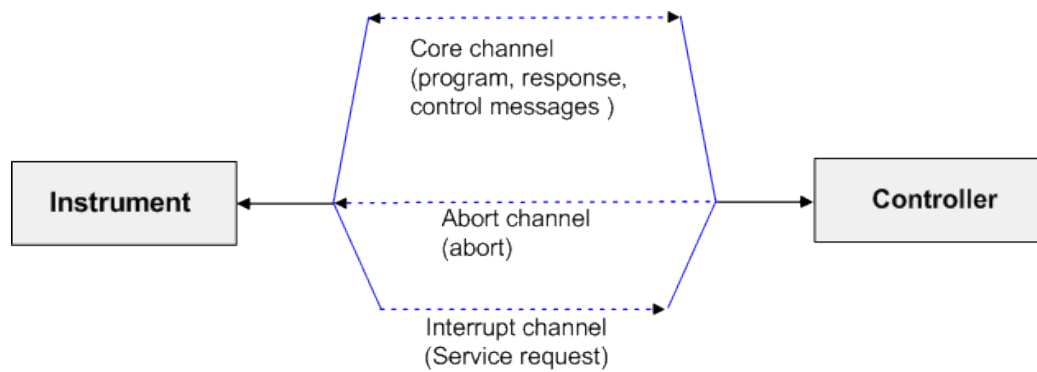 Core channel
(program, response,
control messages )
Instrument
Controller
Abort channel
(abort)
Interrupt channel
(Service request)